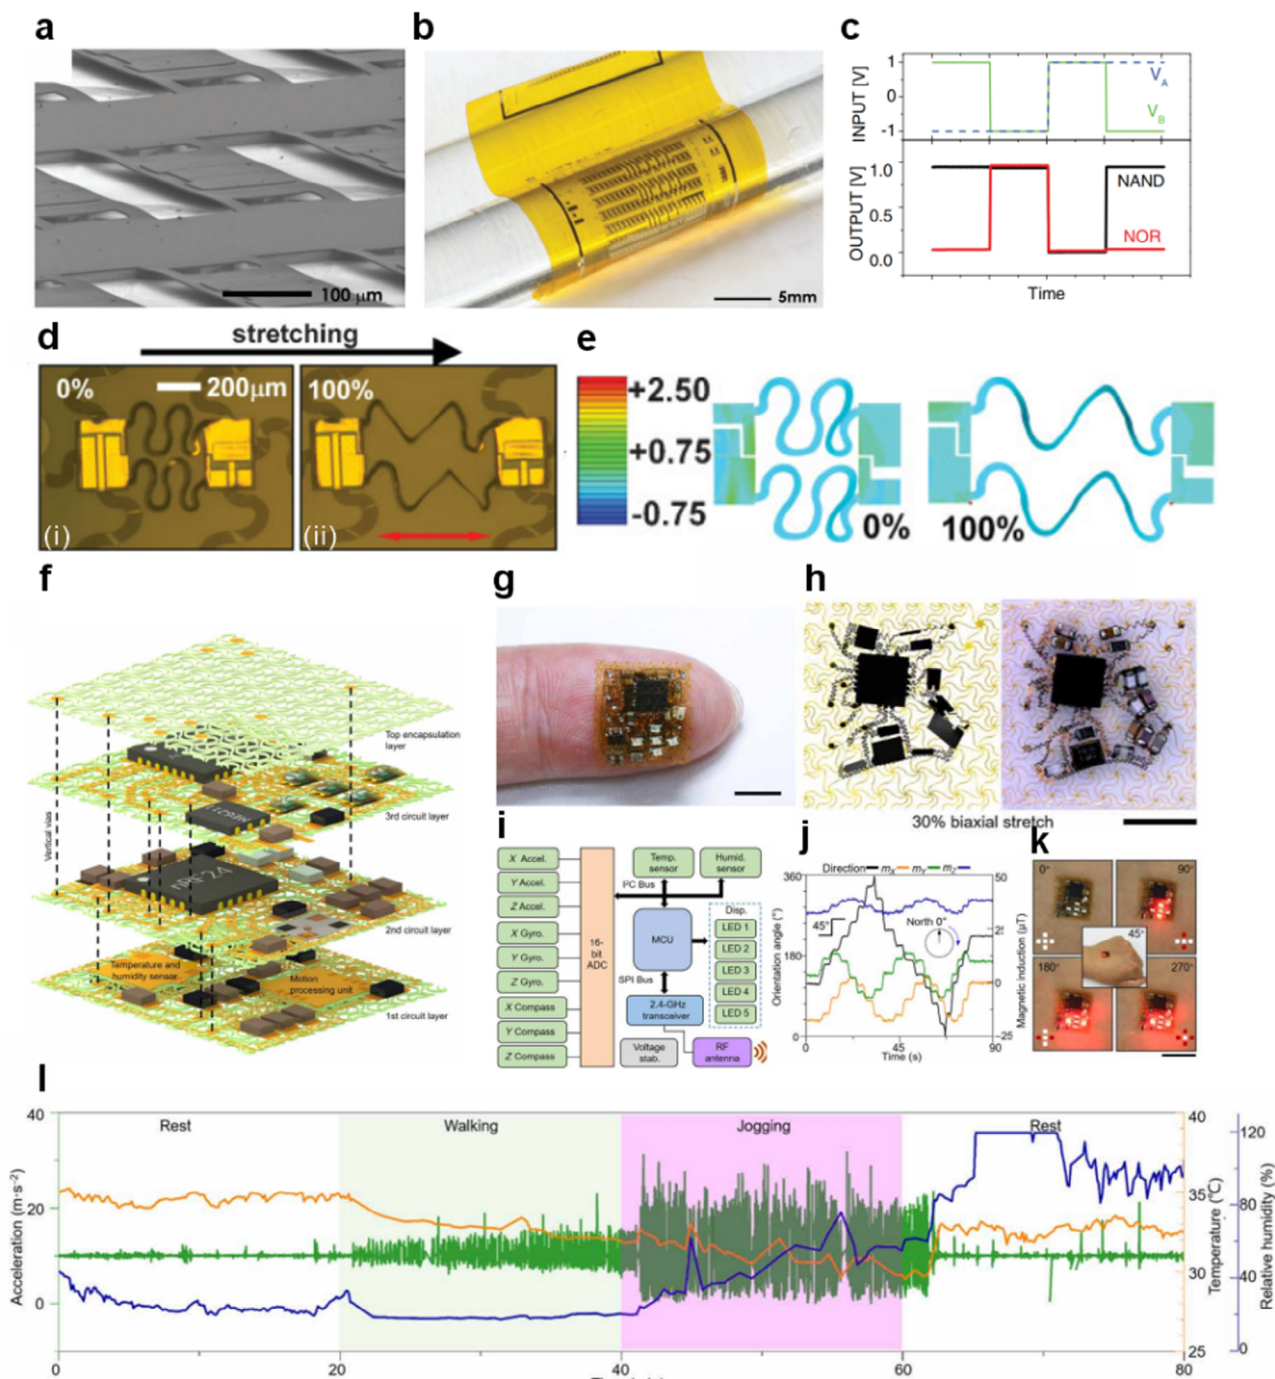 a
b
c
100 μm
5mm
INPUT [V]
1
0
-1
V_A
V_B
OUTPUT [V]
1.0
0.5
0.0
NAND
NOR
Time
d
stretching
0%
200μm
100%
(i)
(ii)
e
+2.50
+0.75
-0.75
0%
100%
f
Top encapsulation
layer
3rd circuit layer
Vertical vias
nRF24
2nd circuit layer
Temperature and
humidity sensor
Motion
processing unit
1st circuit layer
g
h
30% biaxial stretch
i
X Accel.
Y Accel.
Z Accel.
X Gyro.
Y Gyro.
Z Gyro.
X Compass
Y Compass
Z Compass
16-
bit
ADC
Temp.
sensor
Humid.
sensor
I²C Bus
MCU
SPI Bus
2.4-GHz
transceiver
Voltage
stab.
RF
antenna
Disp.
LED 1
LED 2
LED 3
LED 4
LED 5
j
Direction m_X m_Y m_Z
360
180
0
Orientation angle (°)
45°
North 0°
50
25
0
-25
Magnetic induction (μT)
0
45
90
Time (s)
k
0°
90°
45°
180°
270°
l
Rest
Walking
Jogging
Rest
Acceleration (m·s⁻²)
40
20
0
40
35
30
25
Temperature (℃)
120
80
40
0
Relative humidity (%)
0
20
40
60
80